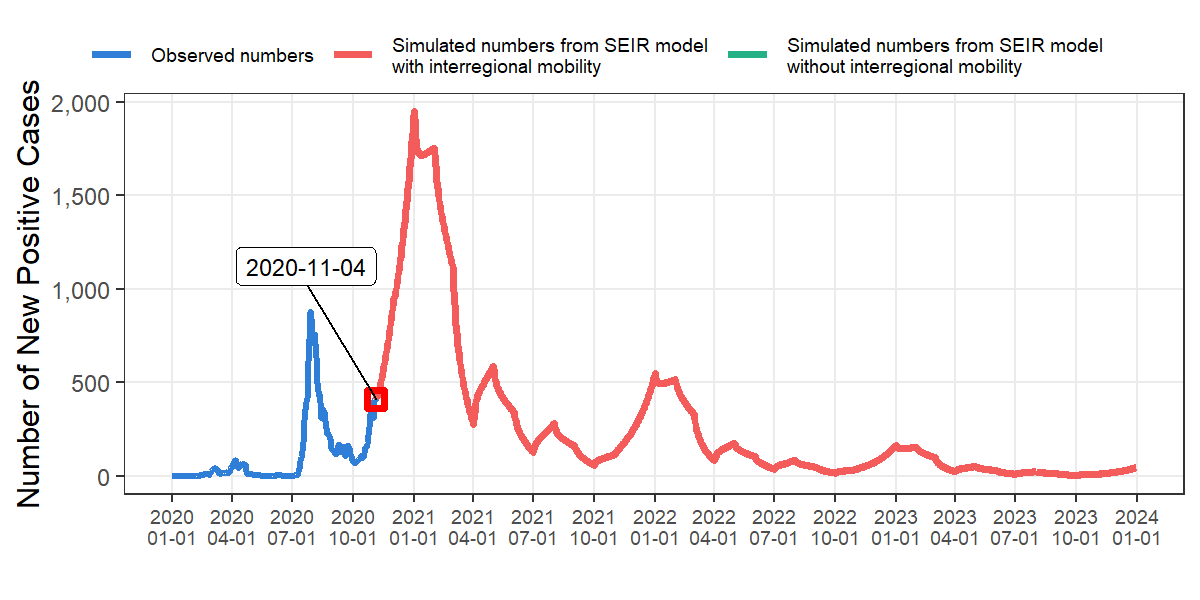 Observed numbers
Simulated numbers from SEIR model
with interregional mobility
Simulated numbers from SEIR model
without interregional mobility
Number of New Positive Cases
2,000
1,500
1,000
500
0
2020-11-04
2020 2020 2020 2020 2021 2021 2021 2021 2022 2022 2022 2022 2023 2023 2023 2023 2024
01-01 04-01 07-01 10-01 01-01 04-01 07-01 10-01 01-01 04-01 07-01 10-01 01-01 04-01 07-01 10-01 01-01